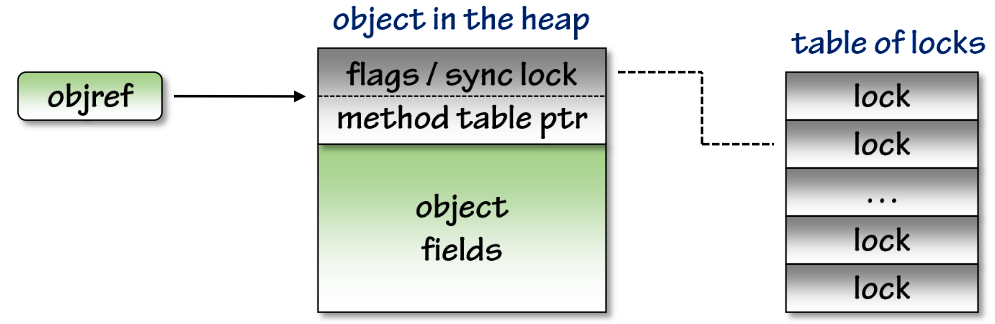 object in the heap
table of locks
objref
flags / sync lock
method table ptr
object
fields
lock
lock
...
lock
lock